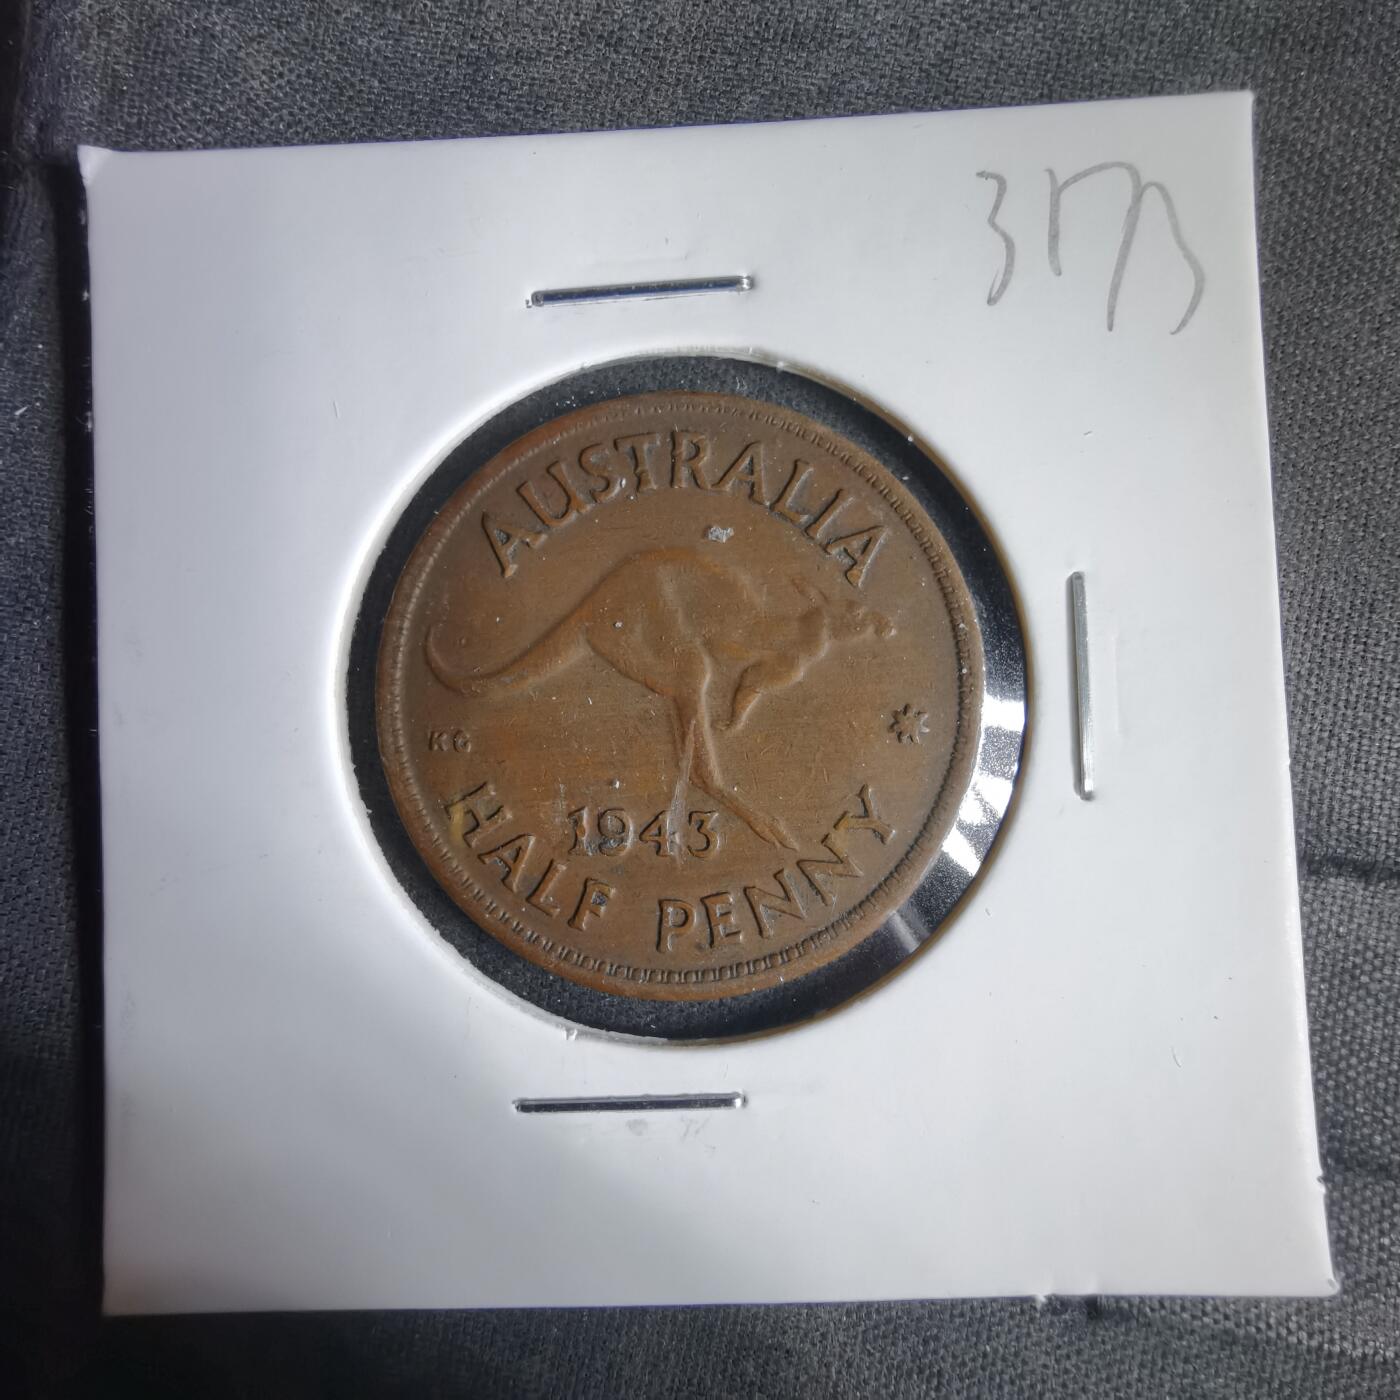 AUSTRALIA
KG
1943
HALF PENNY